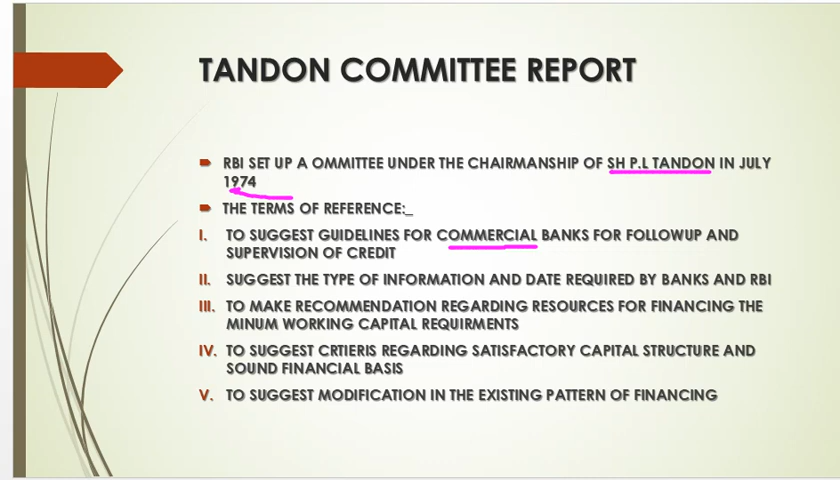 TANDON COMMITTEE REPORT
RBI SET UP A OMMITTEE UNDER THE CHAIRMANSHIP OF SH P.L TANDON IN JULY
1974
THE TERMS OF REFERENCE:_
I. TO SUGGEST GUIDELINES FOR COMMERCIAL BANKS FOR FOLLOWUP AND
SUPERVISION OF CREDIT
II. SUGGEST THE TYPE OF INFORMATION AND DATE REQUIRED BY BANKS AND RBI
III. TO MAKE RECOMMENDATION REGARDING RESOURCES FOR FINANCING THE
MINUM WORKING CAPITAL REQUIRMENTS
IV. TO SUGGEST CRTIERIS REGARDING SATISFACTORY CAPITAL STRUCTURE AND
SOUND FINANCIAL BASIS
V. TO SUGGEST MODIFICATION IN THE EXISTING PATTERN OF FINANCING